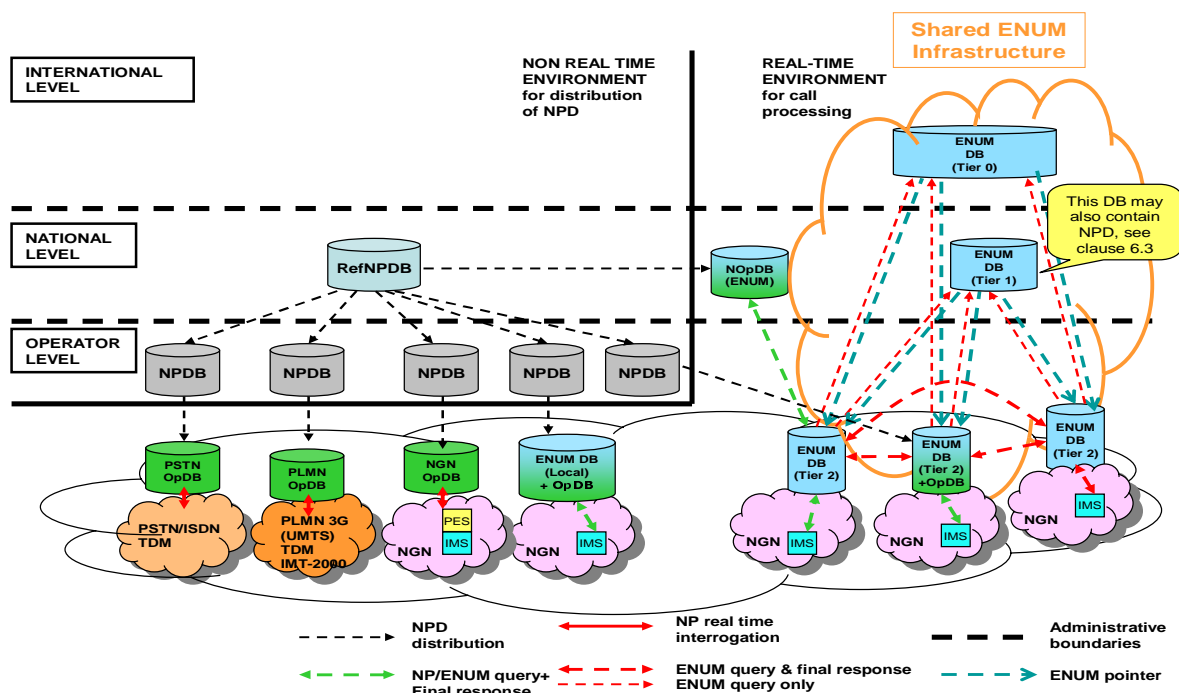 Shared ENUM
Infrastructure
INTERNATIONAL
LEVEL
NON REAL TIME
ENVIRONMENT
for distribution
of NPD
REAL-TIME
ENVIRONMENT
for call
processing
ENUM
DB
(Tier 0)
This DB may
also contain
NPD, see
clause 6.3
NATIONAL
LEVEL
RefNPDB
NOpDB
(ENUM)
ENUM
DB
(Tier 1)
OPERATOR
LEVEL
NPDB
NPDB
NPDB
NPDB
NPDB
PSTN
OpDB
PLMN
OpDB
NGN
OpDB
ENUM DB
(Local)
+ OpDB
ENUM
DB
(Tier 2)
ENUM
DB
(Tier 2)
+OpDB
ENUM
DB
(Tier 2)
PSTN/ISDN
TDM
PLMN 3G
(UMTS)
TDM
IMT-2000
PES
IMS
NGN
IMS
NGN
IMS
NGN
IMS
NGN
IMS
NPD
distribution
NP real time
interrogation
Administrative
boundaries
NP/ENUM query+
Final response
ENUM query & final response
ENUM query only
ENUM pointer